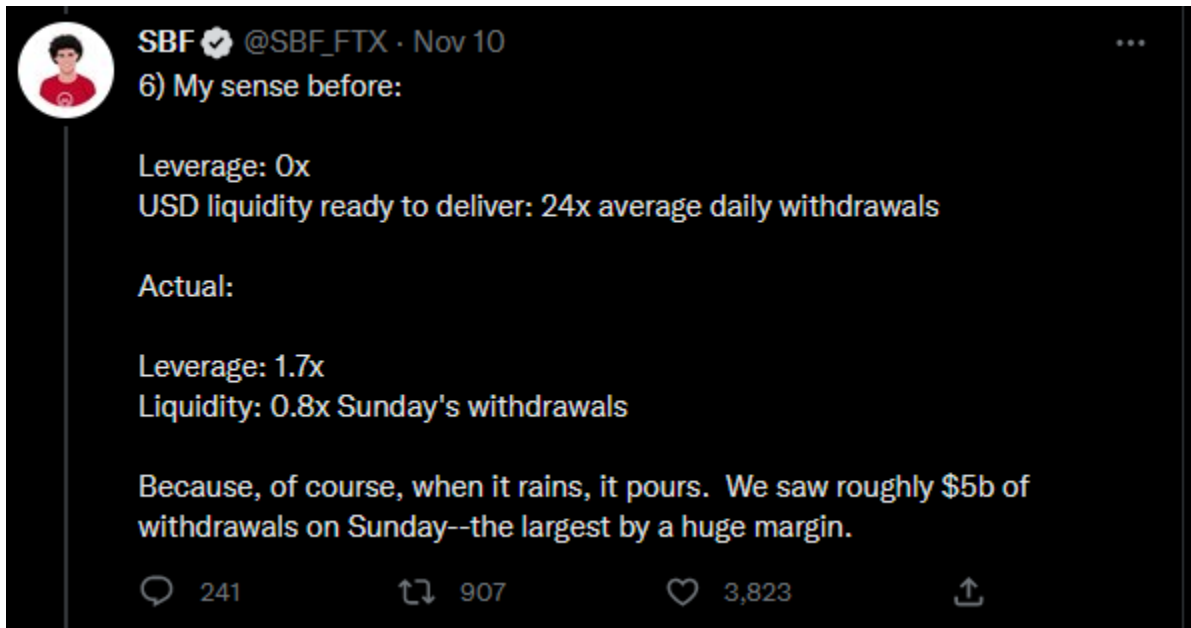 SBF @SBF_FTX · Nov 10
6) My sense before:
Leverage: 0x
USD liquidity ready to deliver: 24x average daily withdrawals
Actual:
Leverage: 1.7x
Liquidity: 0.8x Sunday's withdrawals
Because, of course, when it rains, it pours.  We saw roughly $5b of
withdrawals on Sunday--the largest by a huge margin.
241 907 3,823